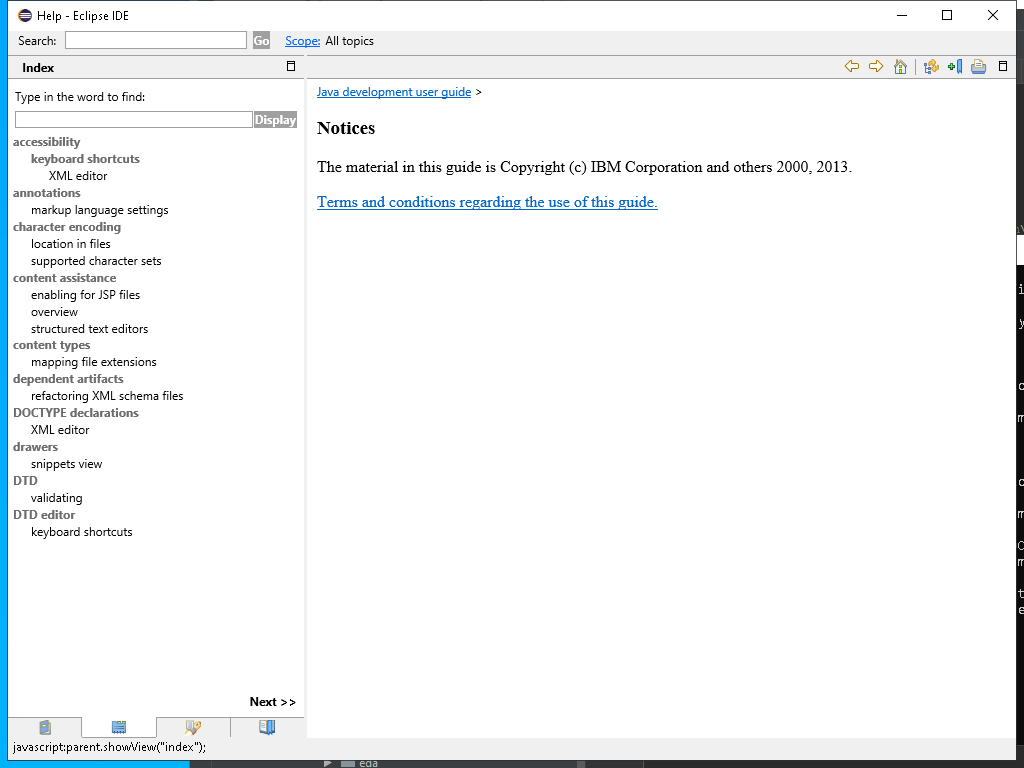 Help - Eclipse IDE
Search:
Go
Scope: All topics
Index
Java development user guide >
Type in the word to find:
Display
Notices
The material in this guide is Copyright (c) IBM Corporation and others 2000, 2013.
Terms and conditions regarding the use of this guide.
accessibility
keyboard shortcuts
XML editor
annotations
markup language settings
character encoding
location in files
supported character sets
content assistance
enabling for JSP files
overview
structured text editors
content types
mapping file extensions
dependent artifacts
refactoring XML schema files
DOCTYPE declarations
XML editor
drawers
snippets view
DTD
validating
DTD editor
keyboard shortcuts
Next >>
javascript:parent.showView("index");
eda